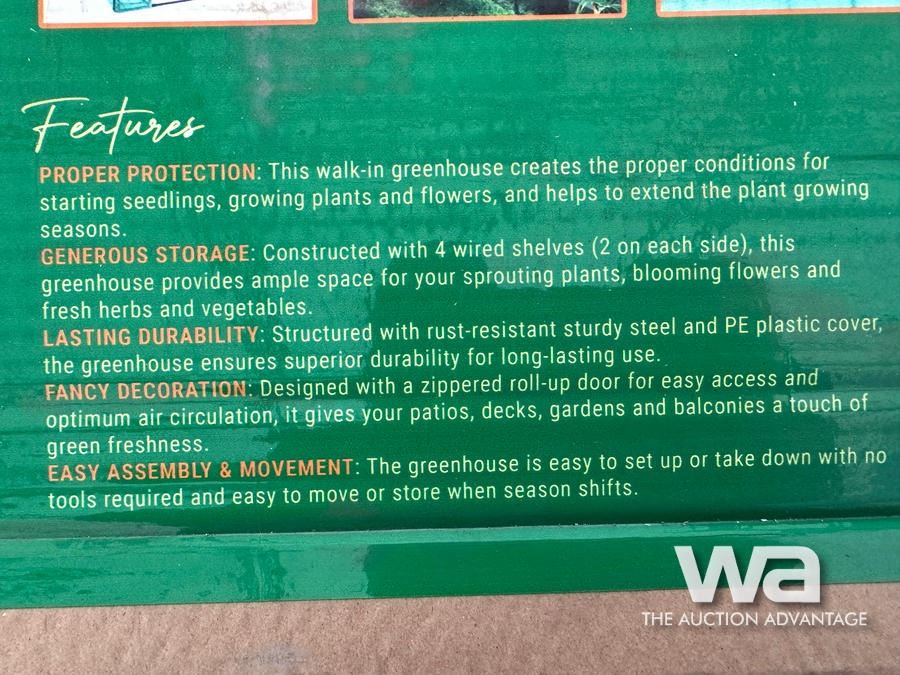 Features
PROPER PROTECTION: This walk-in greenhouse creates the proper conditions for
starting seedlings, growing plants and flowers, and helps to extend the plant growing
seasons.
GENEROUS STORAGE: Constructed with 4 wired shelves (2 on each side), this
greenhouse provides ample space for your sprouting plants, blooming flowers and
fresh herbs and vegetables.
LASTING DURABILITY: Structured with rust-resistant sturdy steel and PE plastic cover,
the greenhouse ensures superior durability for long-lasting use.
FANCY DECORATION: Designed with a zippered roll-up door for easy access and
optimum air circulation, it gives your patios, decks, gardens and balconies a touch of
green freshness.
EASY ASSEMBLY & MOVEMENT: The greenhouse is easy to set up or take down with no
tools required and easy to move or store when season shifts.
wa
THE AUCTION ADVANTAGE